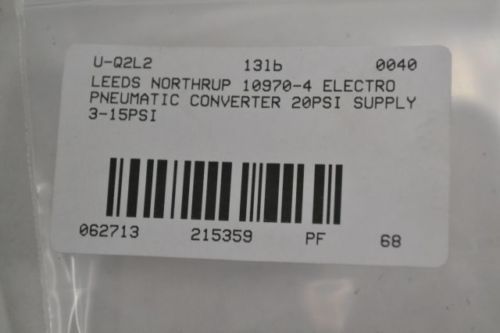 U-Q2L2 131b 0040
LEEDS NORTHRUP 10970-4 ELECTRO
PNEUMATIC CONVERTER 20PSI SUPPLY
3-15PSI
062713 215359 PF 68